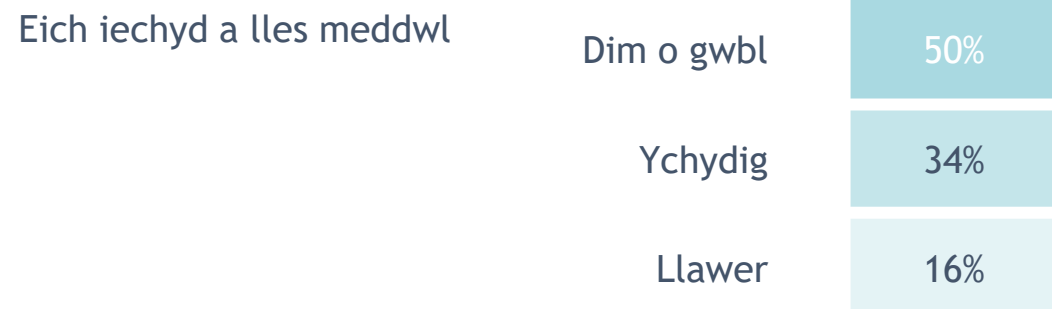 Eich iechyd a lles meddwl
Dim o gwbl 50%
Ychydig 34%
Llawer 16%